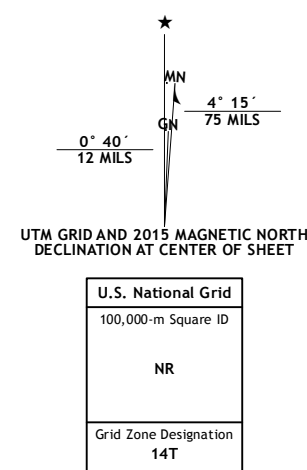 ★
MN
GN
4° 15´
75 MILS
0° 40´
12 MILS
UTM GRID AND 2015 MAGNETIC NORTH
DECLINATION AT CENTER OF SHEET
U.S. National Grid
100,000-m Square ID
NR
Grid Zone Designation
14T